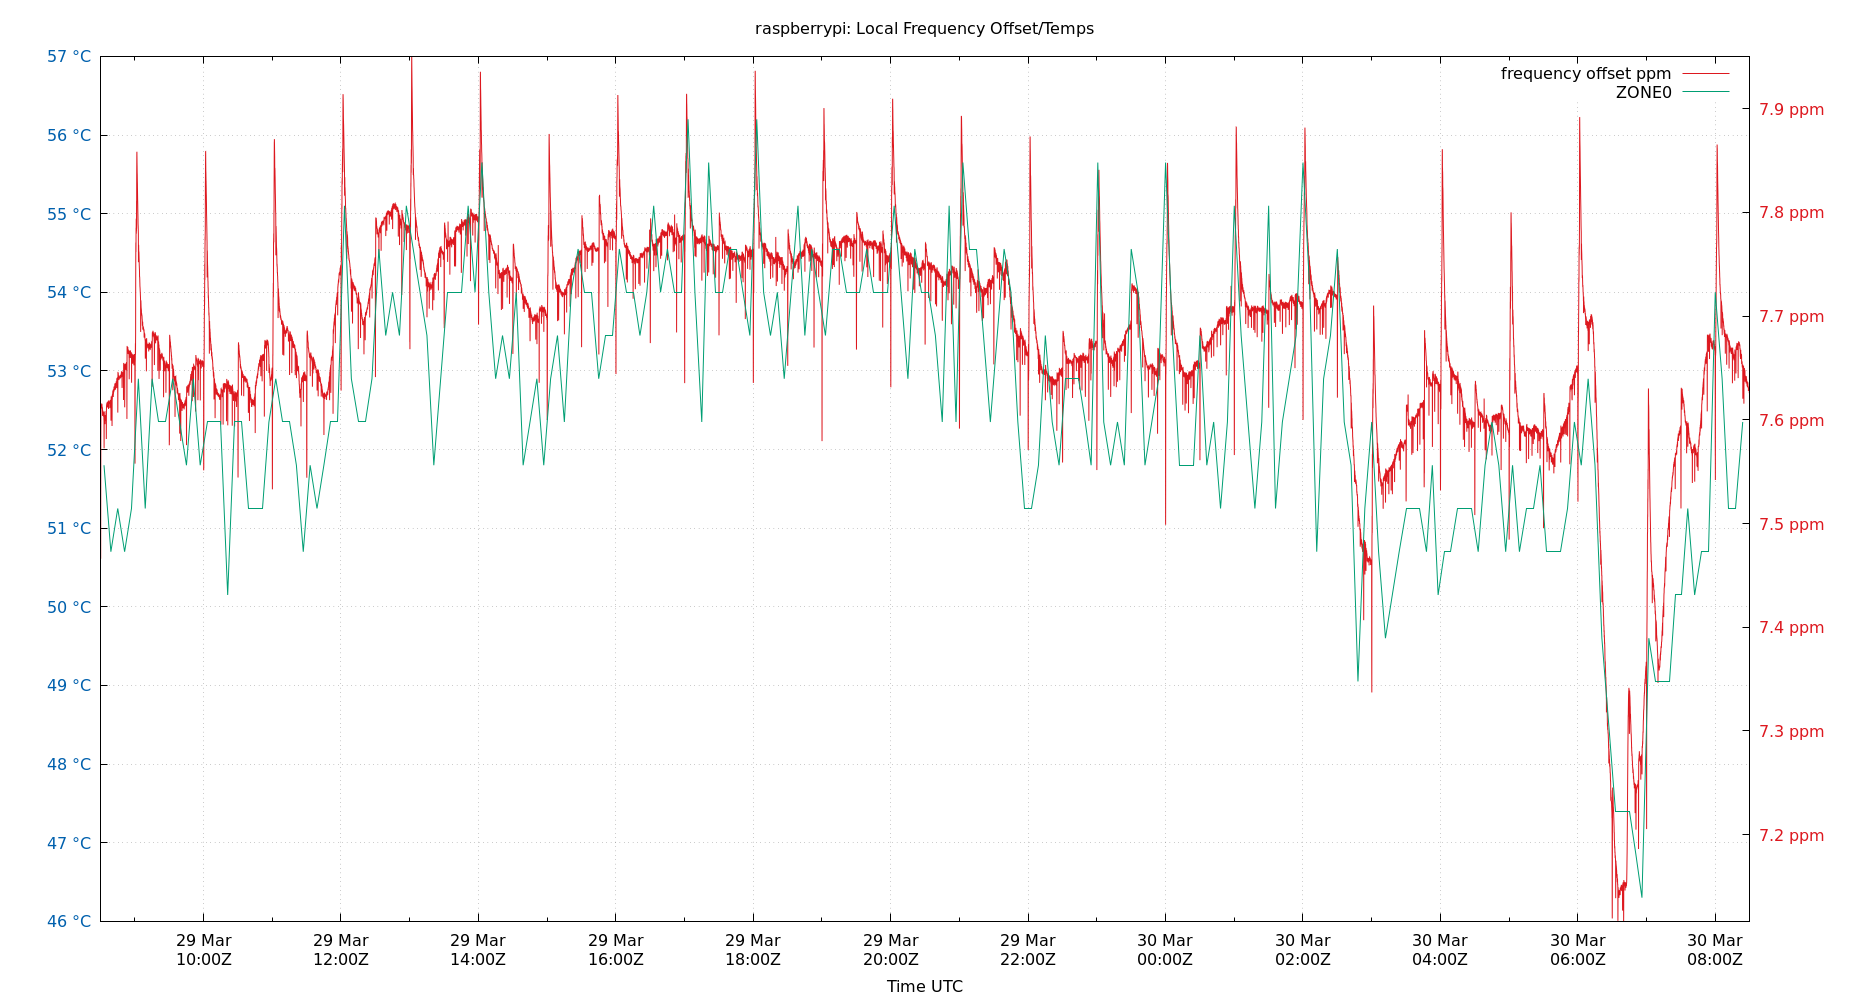 raspberrypi: Local Frequency Offset/Temps
frequency offset ppm
ZONE0
57 °C
56 °C
55 °C
54 °C
53 °C
52 °C
51 °C
50 °C
49 °C
48 °C
47 °C
46 °C
7.9 ppm
7.8 ppm
7.7 ppm
7.6 ppm
7.5 ppm
7.4 ppm
7.3 ppm
7.2 ppm
29 Mar
10:00Z
29 Mar
12:00Z
29 Mar
14:00Z
29 Mar
16:00Z
29 Mar
18:00Z
29 Mar
20:00Z
29 Mar
22:00Z
30 Mar
00:00Z
30 Mar
02:00Z
30 Mar
04:00Z
30 Mar
06:00Z
30 Mar
08:00Z
Time UTC